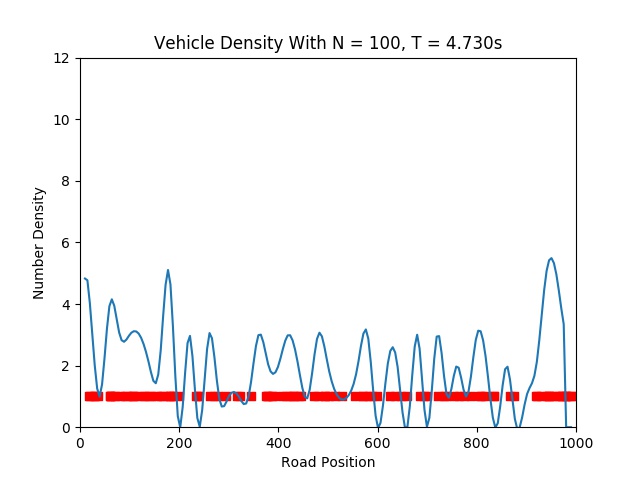 Vehicle Density With N = 100, T = 4.730s
12
10
8
6
4
2
0
Number Density
0 200 400 600 800 1000
Road Position